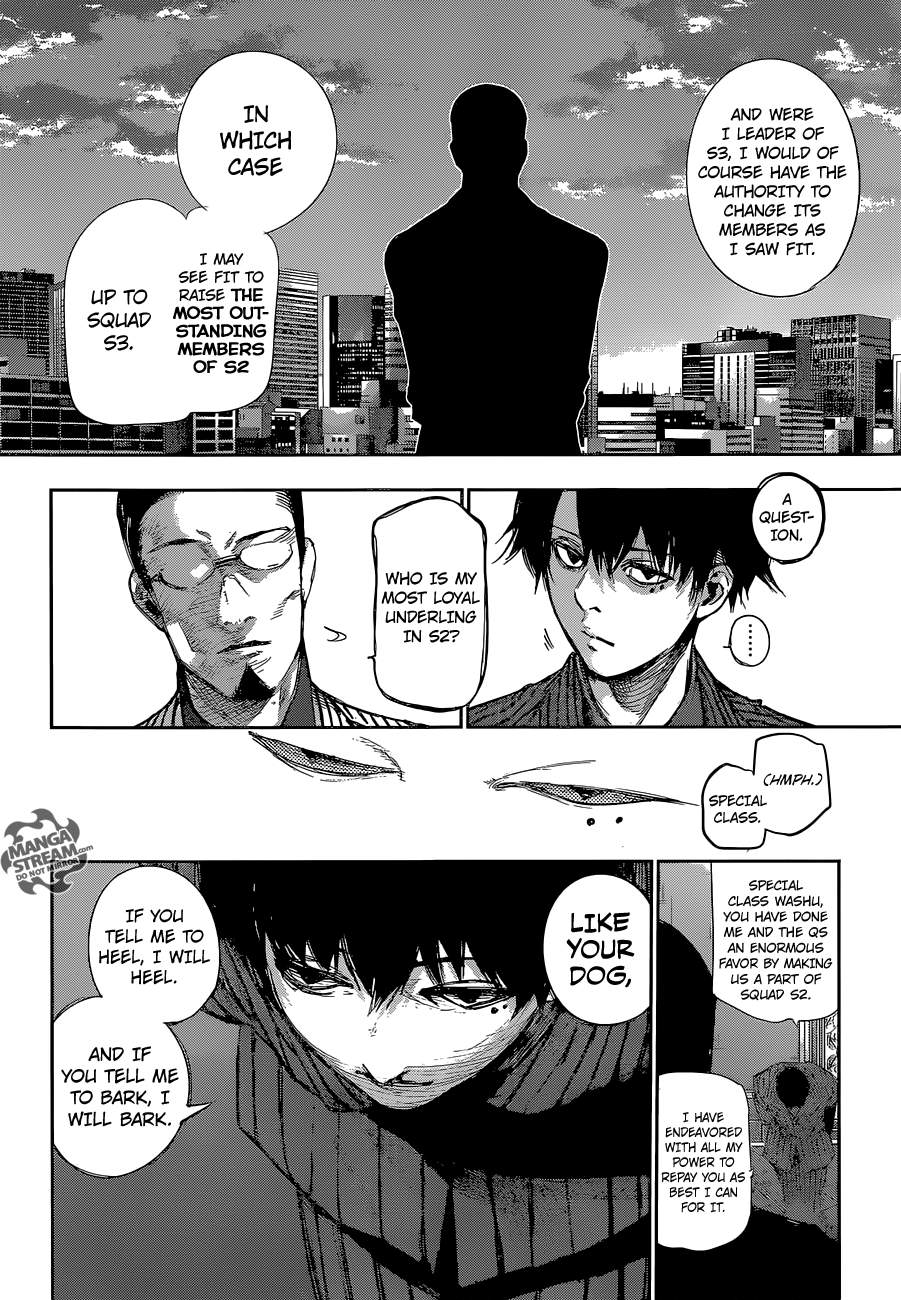 AND WERE
I LEADER OF
S3, I WOULD OF
COURSE HAVE THE
AUTHORITY TO
CHANGE ITS
MEMBERS AS
I SAW FIT.
IN
WHICH
CASE
I MAY
SEE FIT TO
RAISE THE
MOST OUT-
STANDING
MEMBERS
OF S2
UP TO
SQUAD
S3.
A
QUEST-
ION.
......
WHO IS MY
MOST LOYAL
UNDERLING
IN S2?
(HMPH.)
SPECIAL
CLASS.
SPECIAL
CLASS WASHU,
YOU HAVE DONE
ME AND THE QS
AN ENORMOUS
FAVOR BY MAKING
US A PART OF
SQUAD S2.
I HAVE
ENDEAVORED
WITH ALL MY
POWER TO
REPAY YOU AS
BEST I CAN
FOR IT.
LIKE
YOUR
DOG,
IF YOU
TELL ME TO
HEEL, I WILL
HEEL.
AND IF
YOU TELL ME
TO BARK, I
WILL BARK.
MANGA
STREAM.com
DO NOT MIRROR